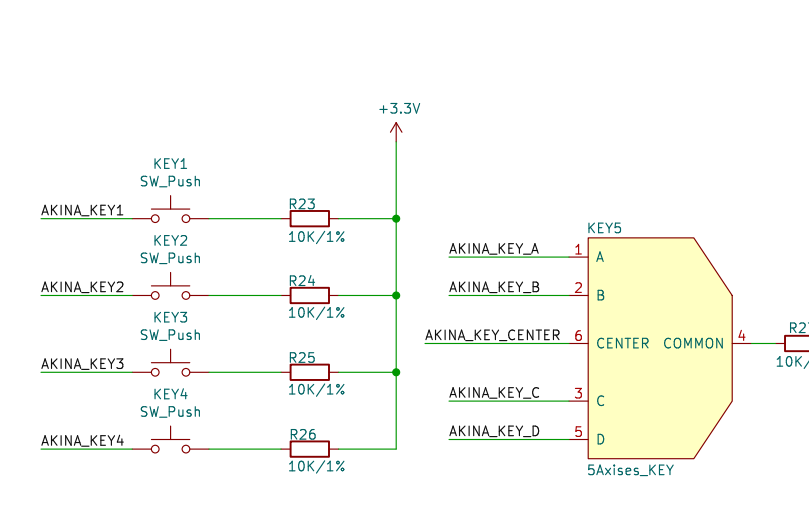 +3.3V
KEY1
SW_Push
AKINA_KEY1
R23
10K/1%
KEY2
SW_Push
AKINA_KEY2
R24
10K/1%
KEY3
SW_Push
AKINA_KEY3
R25
10K/1%
KEY4
SW_Push
AKINA_KEY4
R26
10K/1%
KEY5
AKINA_KEY_A 1 A
AKINA_KEY_B 2 B
AKINA_KEY_CENTER 6 CENTER COMMON 4
AKINA_KEY_C 3 C
AKINA_KEY_D 5 D
5Axises_KEY